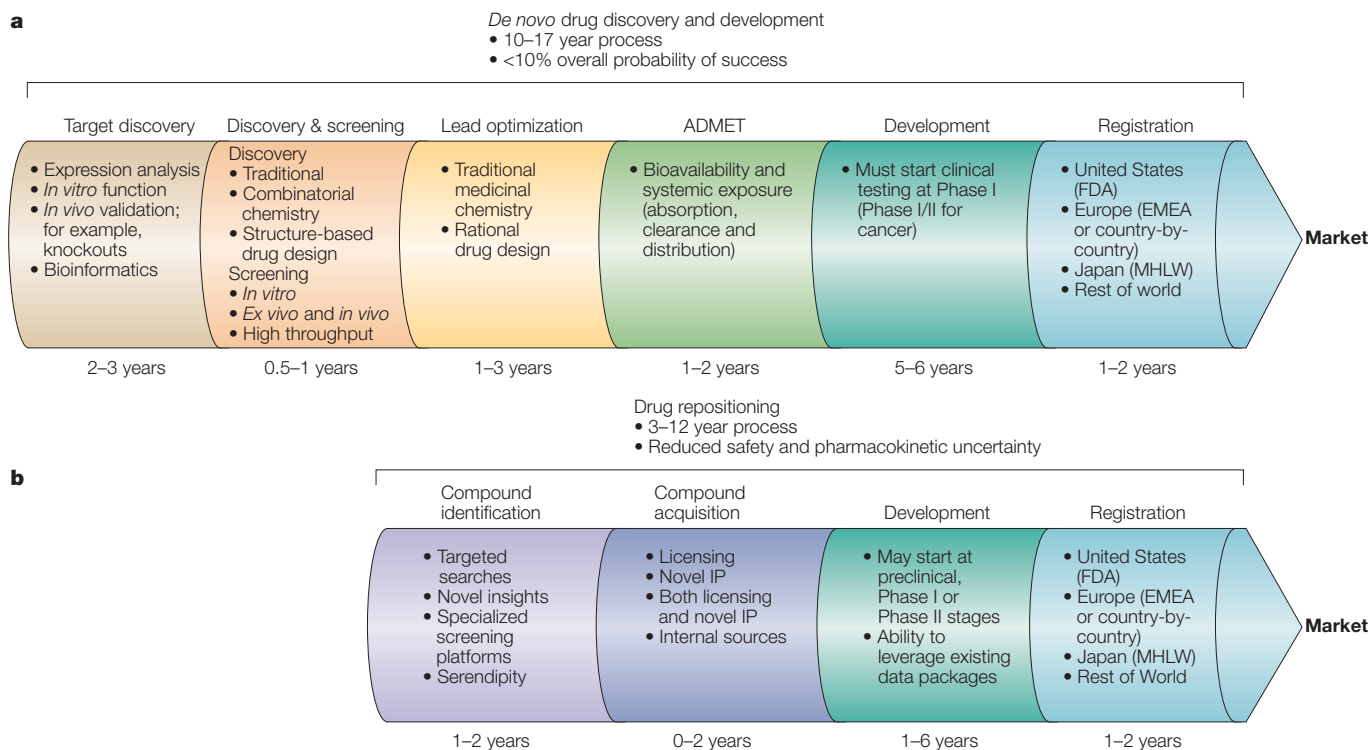 a
De novo drug discovery and development
• 10–17 year process
• <10% overall probability of success
Target discovery
• Expression analysis
• In vitro function
• In vivo validation;
for example,
knockouts
• Bioinformatics
2–3 years
Discovery & screening
Discovery
• Traditional
• Combinatorial
chemistry
• Structure-based
drug design
Screening
• In vitro
• Ex vivo and in vivo
• High throughput
0.5–1 years
Lead optimization
• Traditional
medicinal
chemistry
• Rational
drug design
1–3 years
ADMET
• Bioavailability and
systemic exposure
(absorption,
clearance and
distribution)
1–2 years
Development
• Must start clinical
testing at Phase I
(Phase I/II for
cancer)
5–6 years
Registration
• United States
(FDA)
• Europe (EMEA
or country-by-
country)
• Japan (MHLW)
• Rest of world
1–2 years
Market
b
Drug repositioning
• 3–12 year process
• Reduced safety and pharmacokinetic uncertainty
Compound
identification
• Targeted
searches
• Novel insights
• Specialized
screening
platforms
• Serendipity
1–2 years
Compound
acquisition
• Licensing
• Novel IP
• Both licensing
and novel IP
• Internal sources
0–2 years
Development
• May start at
preclinical,
Phase I or
Phase II stages
• Ability to
leverage existing
data packages
1–6 years
Registration
• United States
(FDA)
• Europe (EMEA
or country-by-
country)
• Japan (MHLW)
• Rest of World
1–2 years
Market